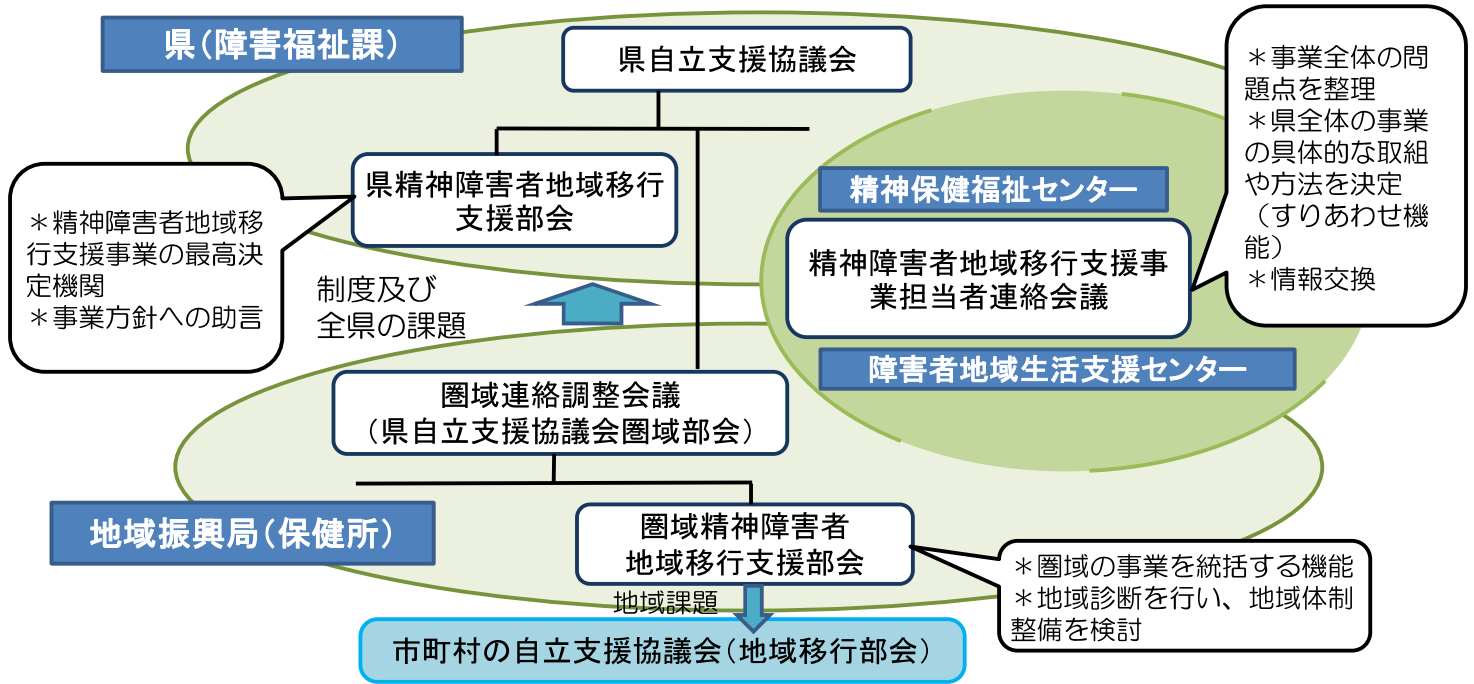 県（障害福祉課）
県自立支援協議会
＊事業全体の問
題点を整理
＊県全体の事業
の具体的な取組
や方法を決定
（すりあわせ機
能）
＊情報交換
県精神障害者地域移行
支援部会
＊精神障害者地域移
行支援事業の最高決
定機関
＊事業方針への助言
精神保健福祉センター
精神障害者地域移行支援事
業担当者連絡会議
障害者地域生活支援センター
制度及び
全県の課題
圏域連絡調整会議
（県自立支援協議会圏域部会）
地域振興局（保健所）
圏域精神障害者
地域移行支援部会
＊圏域の事業を統括する機能
＊地域診断を行い、地域体制
整備を検討
地域課題
市町村の自立支援協議会（地域移行部会）